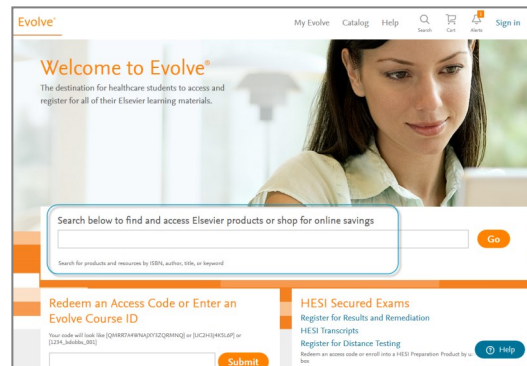 Evolve®
My Evolve Catalog Help Search Cart Alerts Sign in
Welcome to Evolve®
The destination for healthcare students to access and
register for all of their Elsevier learning materials.
Search below to find and access Elsevier products or shop for online savings
Go
Search for products and resources by ISBN, author, title, or keyword
Redeem an Access Code or Enter an
Evolve Course ID
Your code will look like
Submit
HESI Secured Exams
Register for Results and Remediation
HESI Transcripts
Register for Distance Testing
Redeem an access code or enroll into a HESI Preparation Product by
box
Help